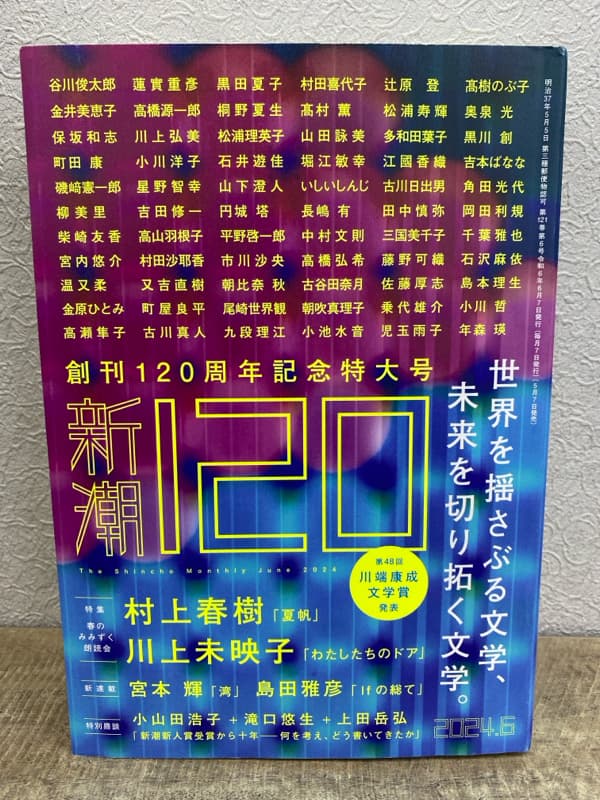 谷川俊太郎 蓮實重彦 黒田夏子 村田喜代子 辻原登 髙樹のぶ子
金井美恵子 高橋源一郎 桐野夏生 髙村薫 松浦寿輝 奥泉光
保坂和志 川上弘美 松浦理英子 山田詠美 多和田葉子 黒川創
町田康 小川洋子 石井遊佳 堀江敏幸 江國香織 吉本ばなな
磯﨑憲一郎 星野智幸 山下澄人 いしいしんじ 古川日出男 角田光代
柳美里 吉田修一 円城塔 長嶋有 田中慎弥 岡田利規
柴崎友香 高山羽根子 平野啓一郎 中村文則 三国美千子 千葉雅也
宮内悠介 村田沙耶香 市川沙央 高橋弘希 藤野可織 石沢麻依
温又柔 又吉直樹 朝比奈秋 古谷田奈月 佐藤厚志 島本理生
金原ひとみ 町屋良平 尾崎世界観 朝吹真理子 乗代雄介 小川哲
高瀬隼子 古川真人 九段理江 小池水音 児玉雨子 年森瑛
明治37年5月5日 第三種郵便物認可 第121巻第6号令和6年6月7日発行(毎月7日発行)(5月7日発売)
創刊120周年記念特大号
新潮
120
The Shincho Monthly June 2024
世界を揺さぶる文学、
未来を切り拓く文学。
第48回
川端康成
文学賞
発表
特集
春の
みみずく
朗読会
村上春樹「夏帆」
川上未映子「わたしたちのドア」
新連載
宮本輝「湾」 島田雅彦「Ifの総て」
特別鼎談
小山田浩子+滝口悠生+上田岳弘
「新潮新人賞受賞から十年――何を考え、どう書いてきたか」
2024.6